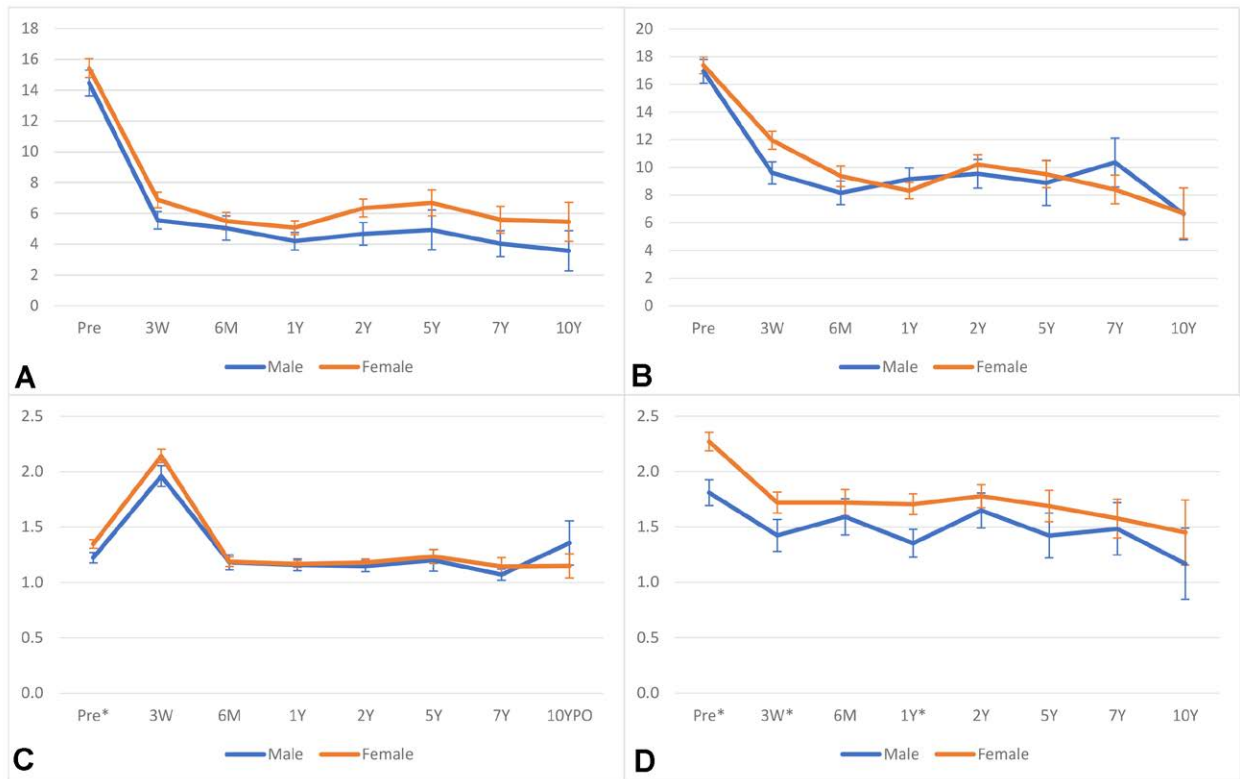 18
16
14
12
10
8
6
4
2
0
Pre 3W 6M 1Y 2Y 5Y 7Y 10Y
Male Female
A
20
18
16
14
12
10
8
6
4
2
0
Pre 3W 6M 1Y 2Y 5Y 7Y 10Y
Male Female
B
2.5
2.0
1.5
1.0
0.5
0.0
Pre* 3W 6M 1Y 2Y 5Y 7Y 10YPO
Male Female
C
2.5
2.0
1.5
1.0
0.5
0.0
Pre* 3W* 6M 1Y* 2Y 5Y 7Y 10Y
Male Female
D